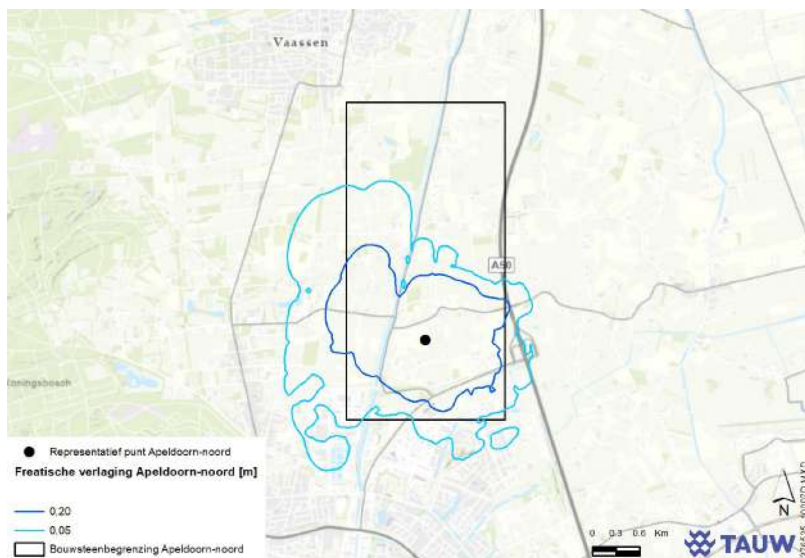 Vaassen
A50
Koningsbosch
Representatief punt Apeldoorn-noord
Freatische verlaging Apeldoorn-noord [m]
0,20
0,05
Bouwsteenbegrenzing Apeldoorn-noord
N
0 0.3 0.6 Km
TAUW